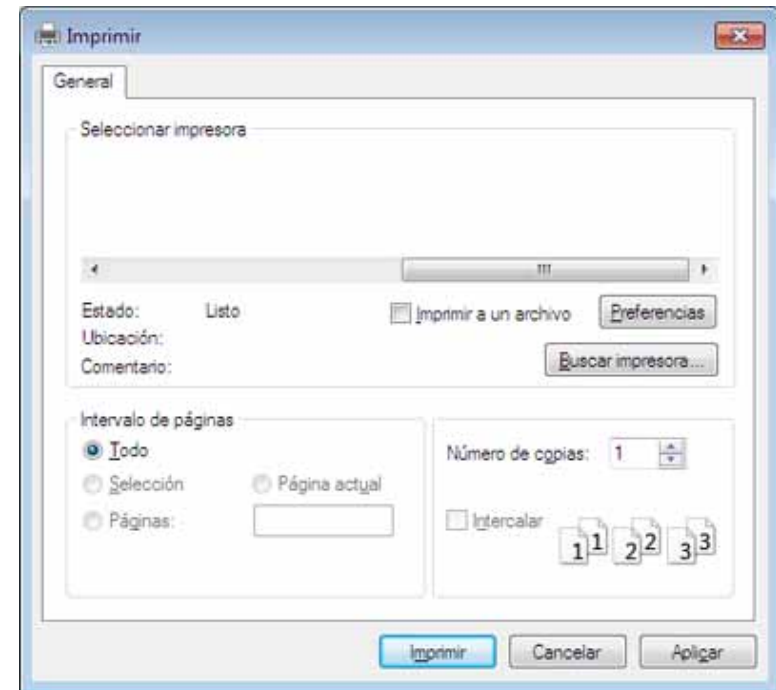 Imprimir
General
Seleccionar impresora
Estado: Listo
Imprimir a un archivo
Preferencias
Ubicación:
Comentario:
Buscar impresora...
Intervalo de páginas
Todo
Selección
Página actual
Páginas:
Número de copias: 1
Intercalar
1 1 2 2 3 3
Imprimir
Cancelar
Aplicar